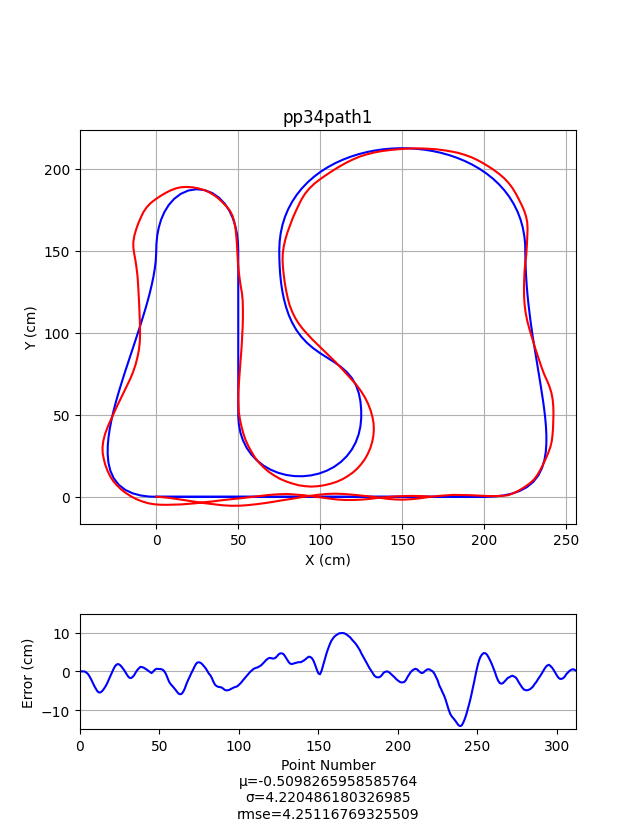 pp34path1
200
150
100
50
0
Y (cm)
0 50 100 150 200 250
X (cm)
10
0
−10
Error (cm)
0 50 100 150 200 250 300
Point Number
μ=-0.5098265958585764
σ=4.220486180326985
rmse=4.25116769325509